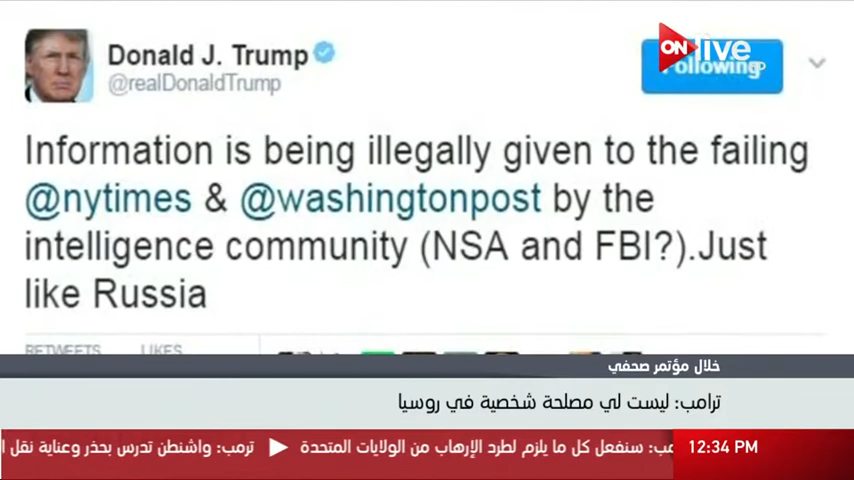 Donald J. Trump
@realDonaldTrump
ON live
Following
Information is being illegally given to the failing
@nytimes & @washingtonpost by the
intelligence community (NSA and FBI?).Just
like Russia
RETWEETS LIKES
خلال مؤتمر صحفي
ترامب: ليست لي مصلحة شخصية في روسيا
12:34 PM
سنفعل كل ما يلزم لطرد الإرهاب من الولايات المتحدة ◀ ترمب: واشنطن تدرس بحذر وعناية نقل